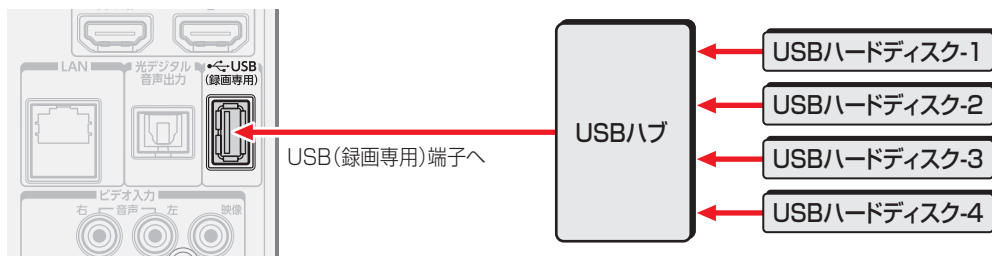 LAN
光デジタル
音声出力
USB
(録画専用)
ビデオ入力
右
音声
左
映像
USB(録画専用)端子へ
USBハブ
USBハードディスク-1
USBハードディスク-2
USBハードディスク-3
USBハードディスク-4